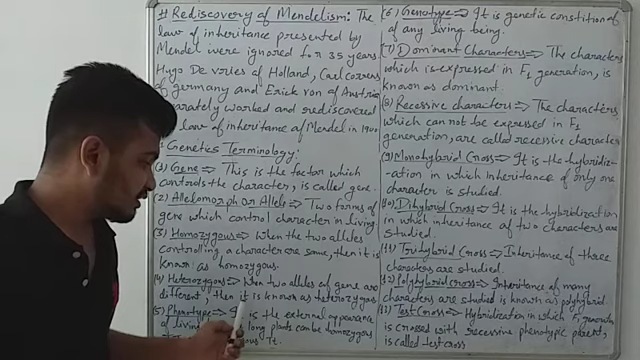 # Rediscovery of Mendelism: The
law of inheritance presented by
Mendel were ignored for 35 years.
Hugo De vories of Holland, Carl correns
of germany and Erick von of Austria
separately worked and rediscovered
law of inheritance of Mendel in 1900
Genetics Terminology:
(1) Gene⇒ This is the factor which
controls the character, is called gene.
(2) Allelomorph or Allels⇒ Two forms of
gene which control character in living
(3) Homozygous⇒ when the two alleles
controlling a character are same, then it is
known as homozygous.
(4) Heterozygous⇒ when two alleles of gene are
different, then it is known as heterozygous
(5) Phenotype⇒ is the external appearance
of living long plants can be homozygous
Tt.
(6) Genotype⇒ It is genetic constition of
of any living being.
(7) Dominant Characters⇒ The characters
which is expressed in F1 generation, is
known as dominant.
(8) Recessive characters⇒ The characters
which can not be expressed in F1
generation, are called recessive characters
(9) Monohybrid Cross⇒ It is the hybridiz-
-ation in which inheritance of only one
character is studied.
(10) Dihybrid Cross⇒ It is the hybridization
in which inheritance of two characters are
studied.
(11) Trihybrid Cross⇒ Inheritance of three
characters are studied.
(12) Polyhybrid cross⇒ Inheritance of many
characters are studied is known as polyhybrid.
(13) Test Cross⇒ Hybridization in which F1 generation
is crossed with recessive phenotypic parent,
is called test cross